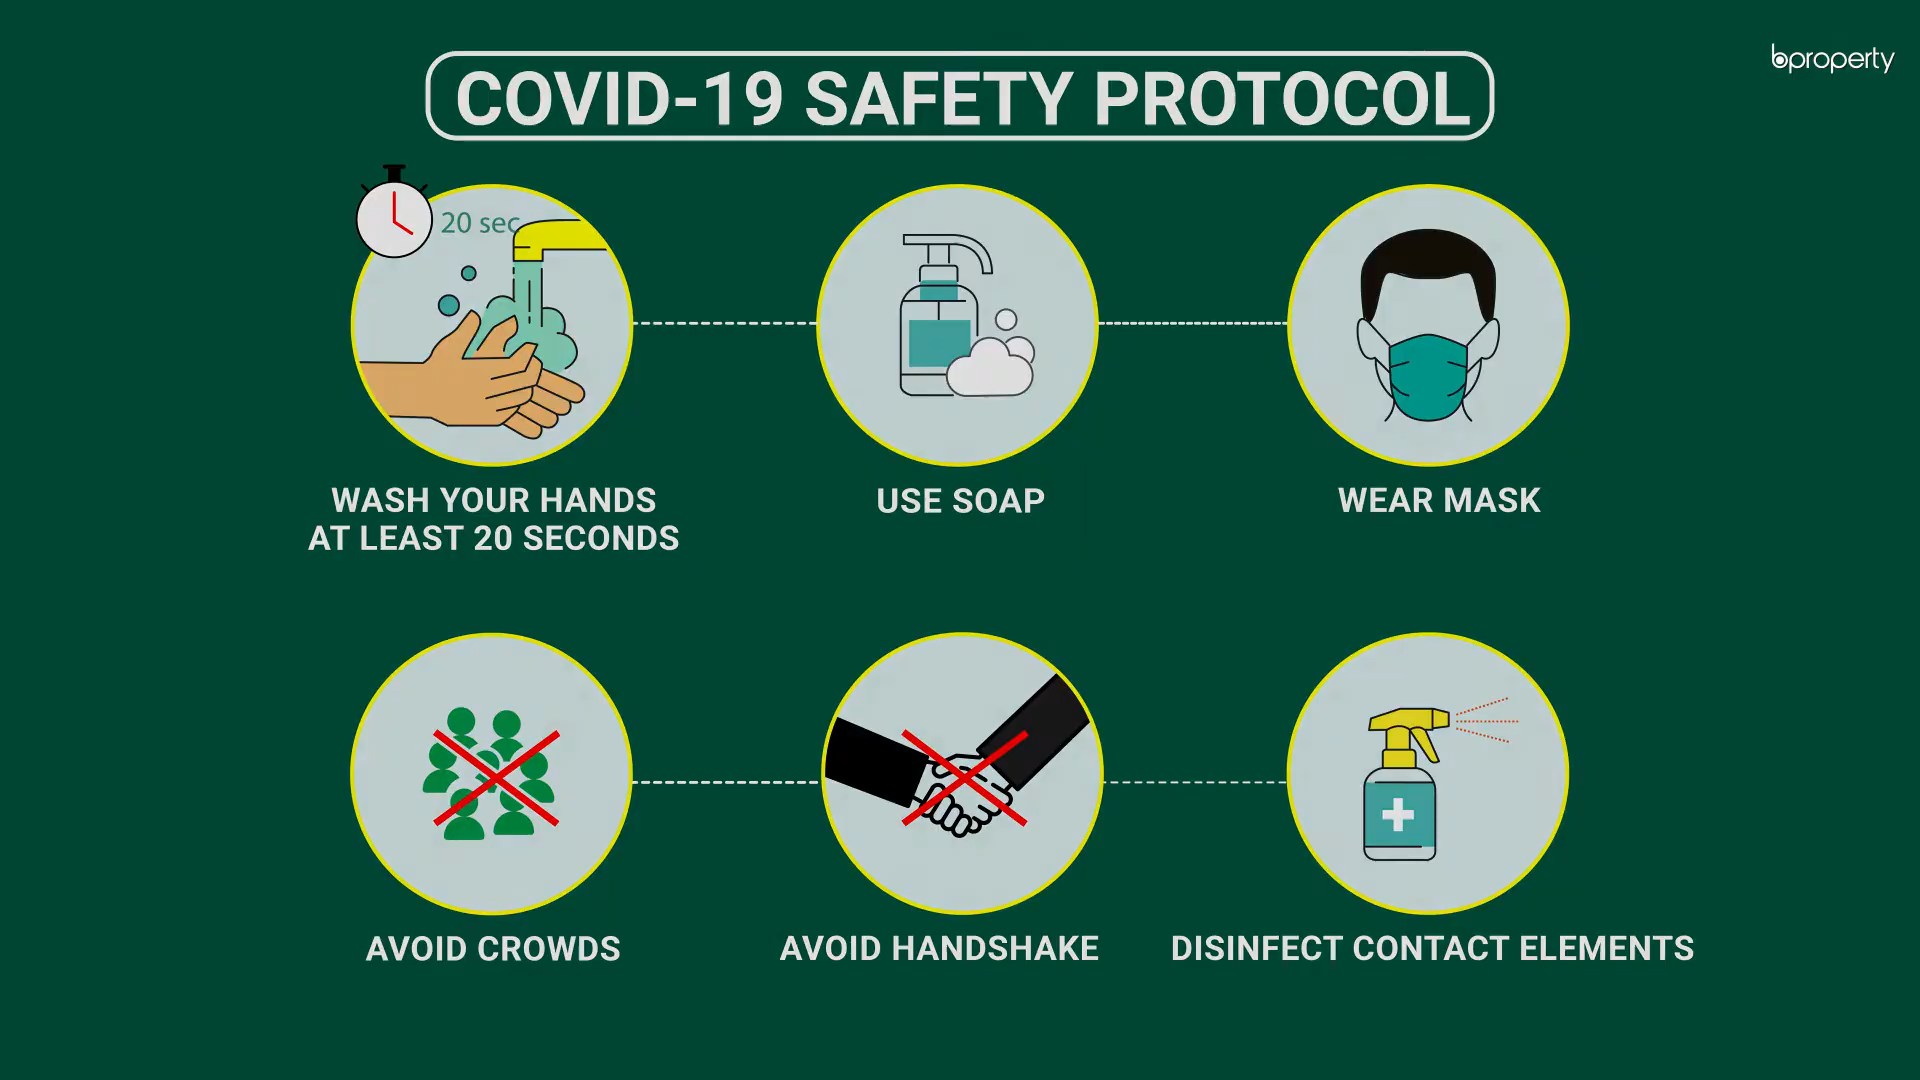 COVID-19 SAFETY PROTOCOL
bproperty
20 sec
WASH YOUR HANDS
AT LEAST 20 SECONDS
USE SOAP
WEAR MASK
AVOID CROWDS
AVOID HANDSHAKE
DISINFECT CONTACT ELEMENTS